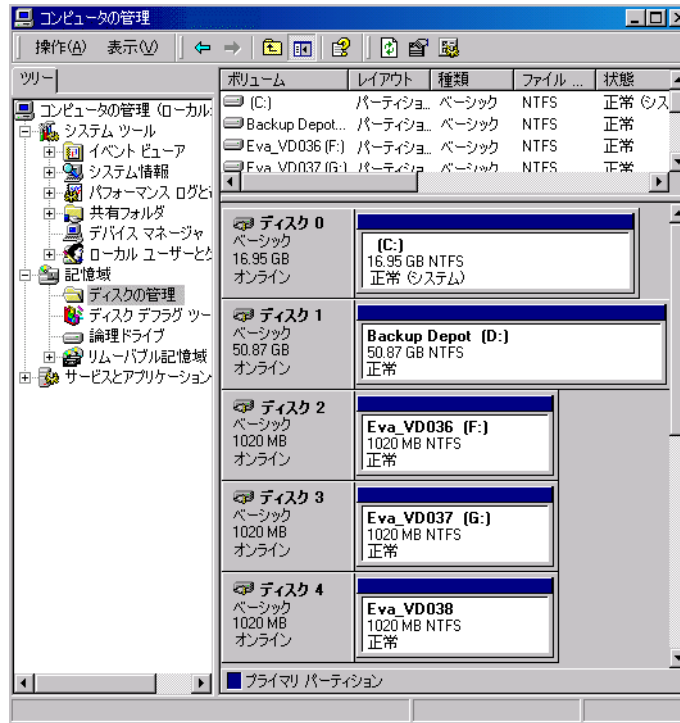 コンピュータの管理
操作(A) 表示(V)
ツリー
コンピュータの管理 (ローカル
システム ツール
イベント ビューア
システム情報
パフォーマンス ログと
共有フォルダ
デバイス マネージャ
ローカル ユーザーと
記憶域
ディスクの管理
ディスク デフラグ ツー
論理ドライブ
リムーバブル記憶域
サービスとアプリケーション
ボリューム レイアウト 種類 ファイル ... 状態
(C:) パーティショ... ベーシック NTFS 正常 (シス
Backup Depot... パーティショ... ベーシック NTFS 正常
Eva_VD036 (F:) パーティショ... ベーシック NTFS 正常
Eva_VD037 (G:) パーティショ ベーシック NTFS 正常
ディスク 0
ベーシック
16.95 GB
オンライン
(C:)
16.95 GB NTFS
正常 (システム)
ディスク 1
ベーシック
50.87 GB
オンライン
Backup Depot (D:)
50.87 GB NTFS
正常
ディスク 2
ベーシック
1020 MB
オンライン
Eva_VD036 (F:)
1020 MB NTFS
正常
ディスク 3
ベーシック
1020 MB
オンライン
Eva_VD037 (G:)
1020 MB NTFS
正常
ディスク 4
ベーシック
1020 MB
オンライン
Eva_VD038
1020 MB NTFS
正常
プライマリ パーティション